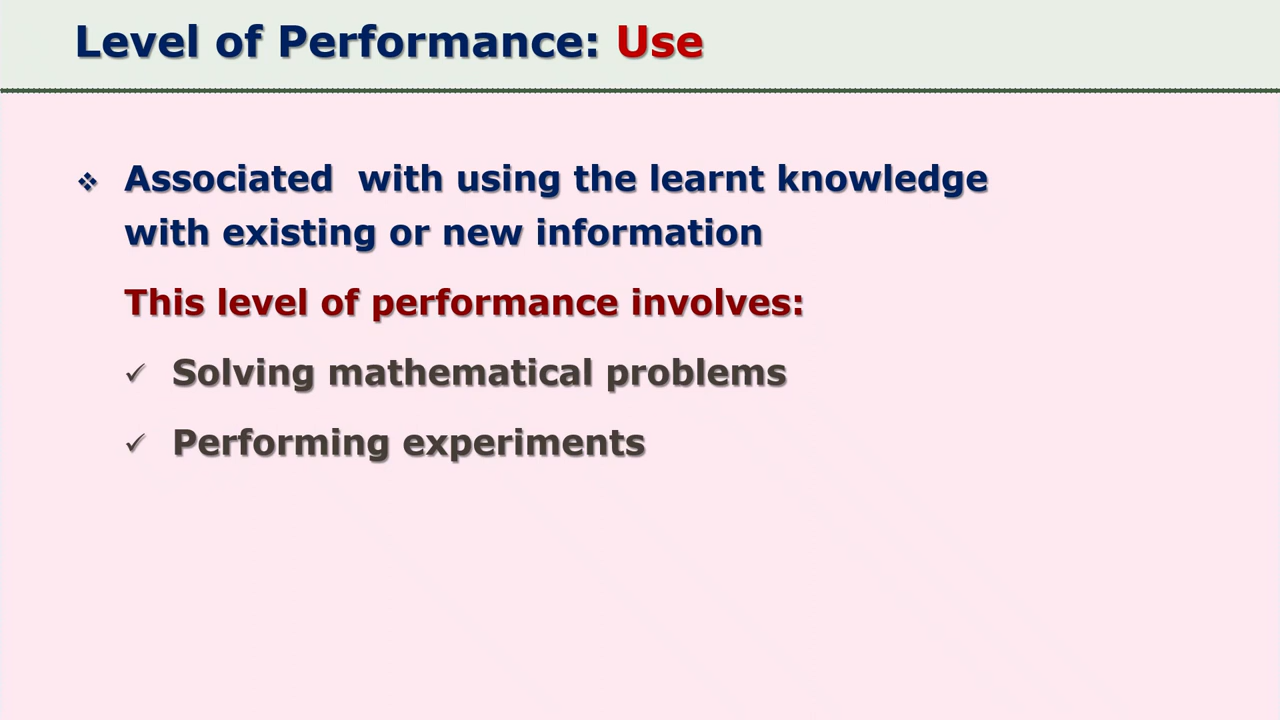 Level of Performance: Use
❖ Associated  with using the learnt knowledge
with existing or new information
This level of performance involves:
✓ Solving mathematical problems
✓ Performing experiments